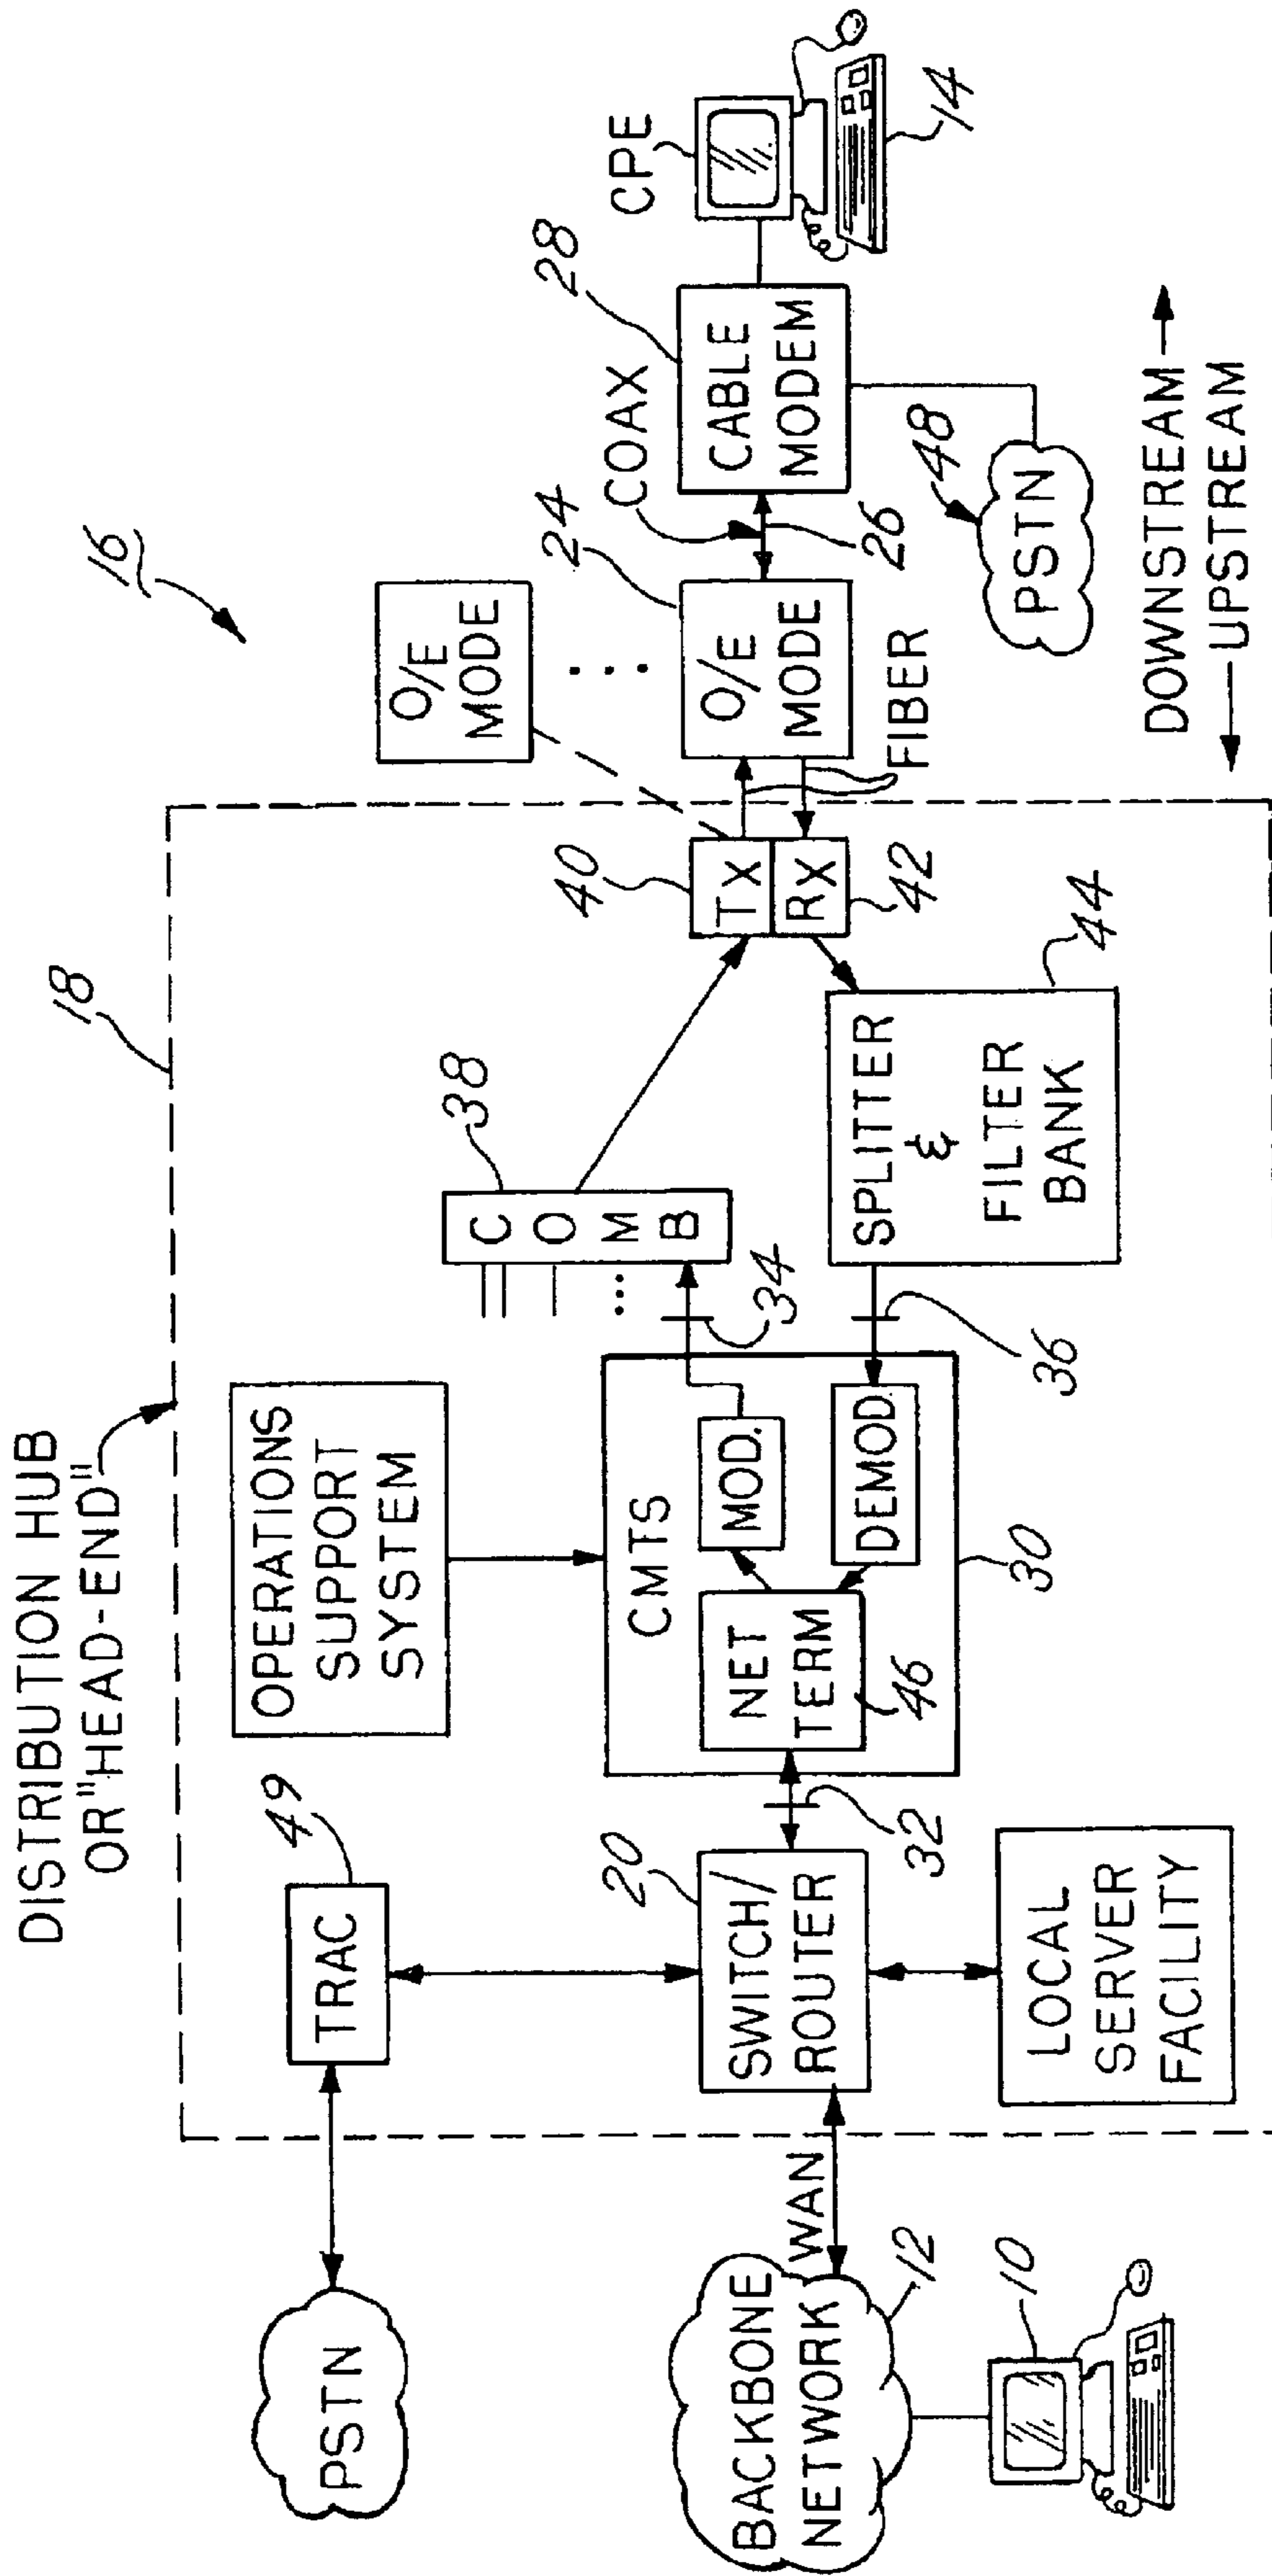 DISTRIBUTION HUB
OR "HEAD-END"
18
16
PSTN
TRAC
49
OPERATIONS
SUPPORT
SYSTEM
COMB
38
O/E
MODE
BACKBONE
NETWORK
12
WAN
10
SWITCH/
ROUTER
20
32
LOCAL
SERVER
FACILITY
CMTS
NET
TERM
46
MOD.
DEMOD.
30
34
36
SPLITTER
&
FILTER
BANK
44
TX
40
RX
42
FIBER
O/E
MODE
24
COAX
26
CABLE
MODEM
28
CPE
14
PSTN
48
DOWNSTREAM
UPSTREAM